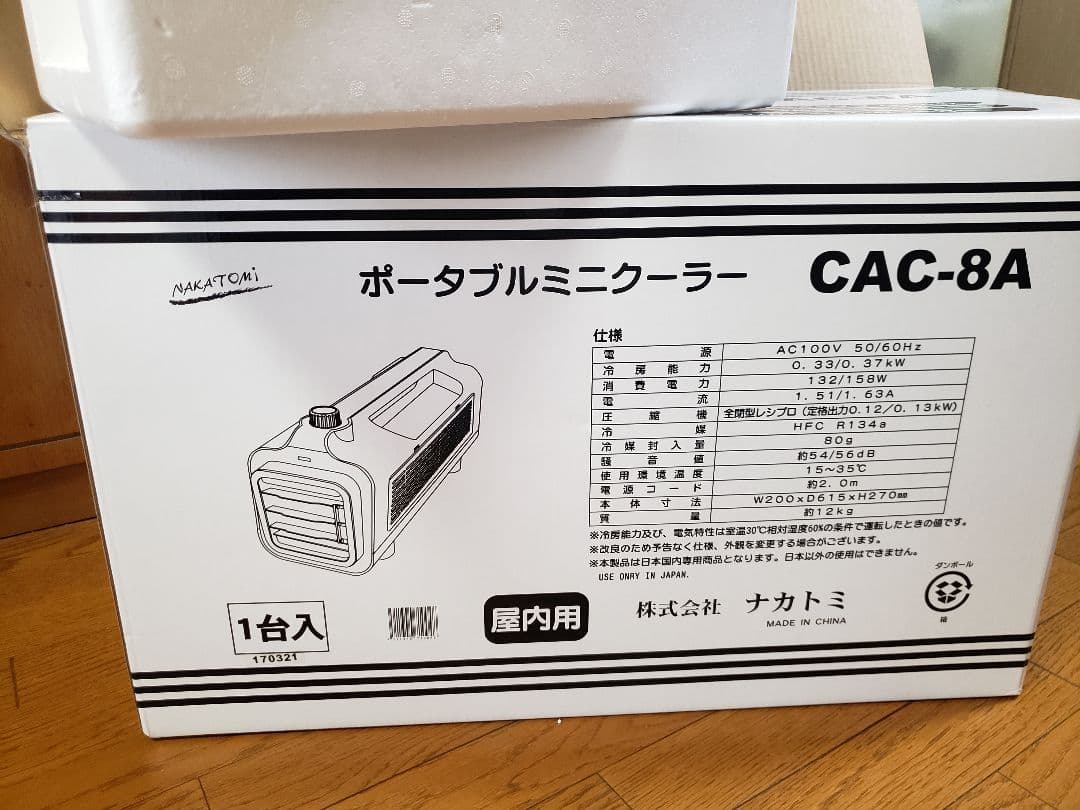 NAKATOMi
ポータブルミニクーラー
CAC-8A
仕様
電源 AC100V 50/60Hz
冷房能力 0.33/0.37kW
消費電力 132/158W
電流 1.51/1.63A
圧縮機 全閉型レシプロ（定格出力0.12/0.13kW）
冷媒 HFC R134a
冷媒封入量 80g
騒音値 約54/56dB
使用環境温度 15～35℃
電源コード 約2.0m
本体寸法 W200xD615xH270mm
質量 約12kg
※冷房能力及び、電気特性は室温30℃相対湿度60%の条件で運転したときの値です。
※改良のため予告なく仕様、外観を変更する場合がございます。
※本製品は日本国内専用商品となります。日本以外の使用はできません。
USE ONRY IN JAPAN.
1台入
170321
屋内用
株式会社 ナカトミ
MADE IN CHINA
ダンボール
箱